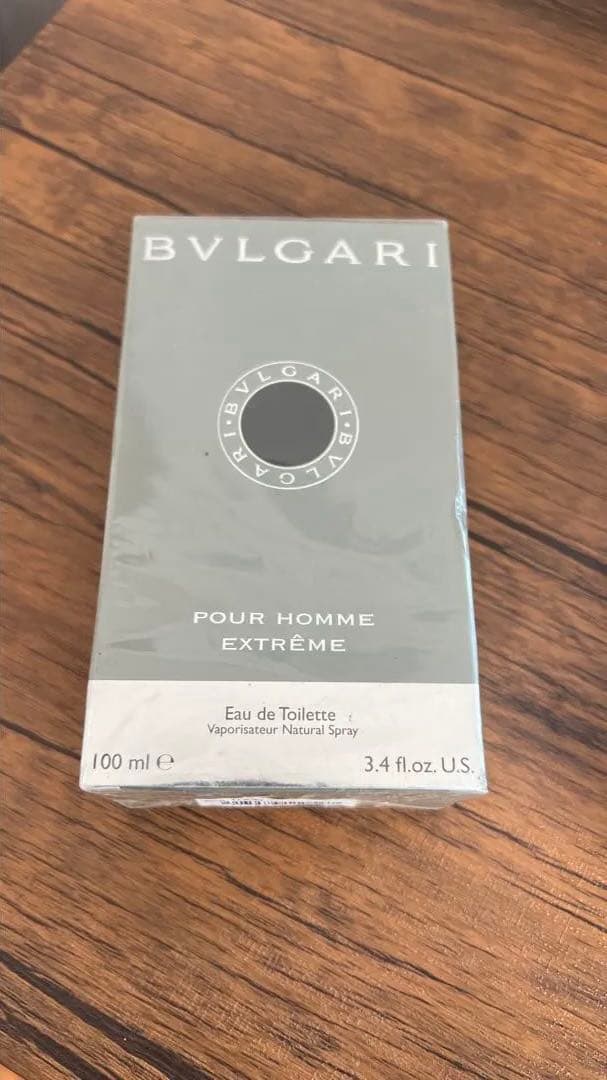 BVLGARI
BVLGARI · BVLGARI ·
POUR HOMME
EXTRÊME
Eau de Toilette
Vaporisateur Natural Spray
100 ml ℮
3.4 fl.oz. U.S.